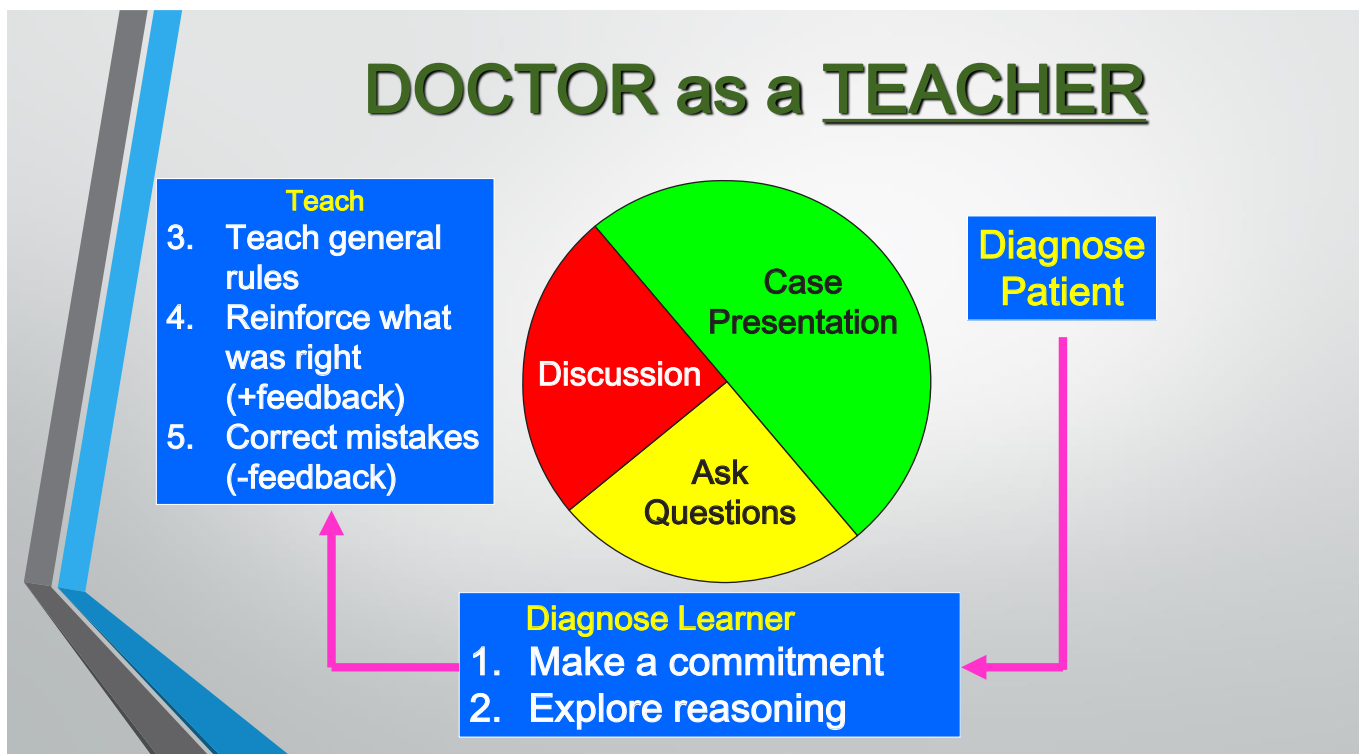 DOCTOR as a TEACHER
Teach
3. Teach general
rules
4. Reinforce what
was right
(+feedback)
5. Correct mistakes
(-feedback)
Case
Presentation
Discussion
Ask
Questions
Diagnose
Patient
Diagnose Learner
1. Make a commitment
2. Explore reasoning